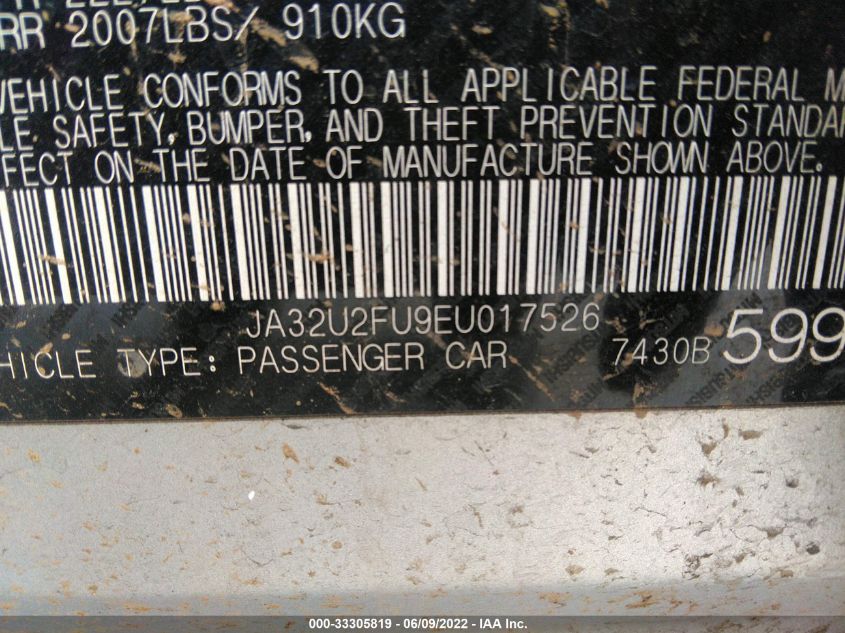 RR 2007LBS/ 910KG
VEHICLE CONFORMS TO ALL APPLICABLE FEDERAL M
LE SAFETY, BUMPER, AND THEFT PREVENTION STANDAR
FFECT ON THE DATE OF MANUFACTURE SHOWN ABOVE.
JA32U2FU9EU017526
HICLE TYPE: PASSENGER CAR 7430B 599
000-33305819 - 06/09/2022 - IAA Inc.